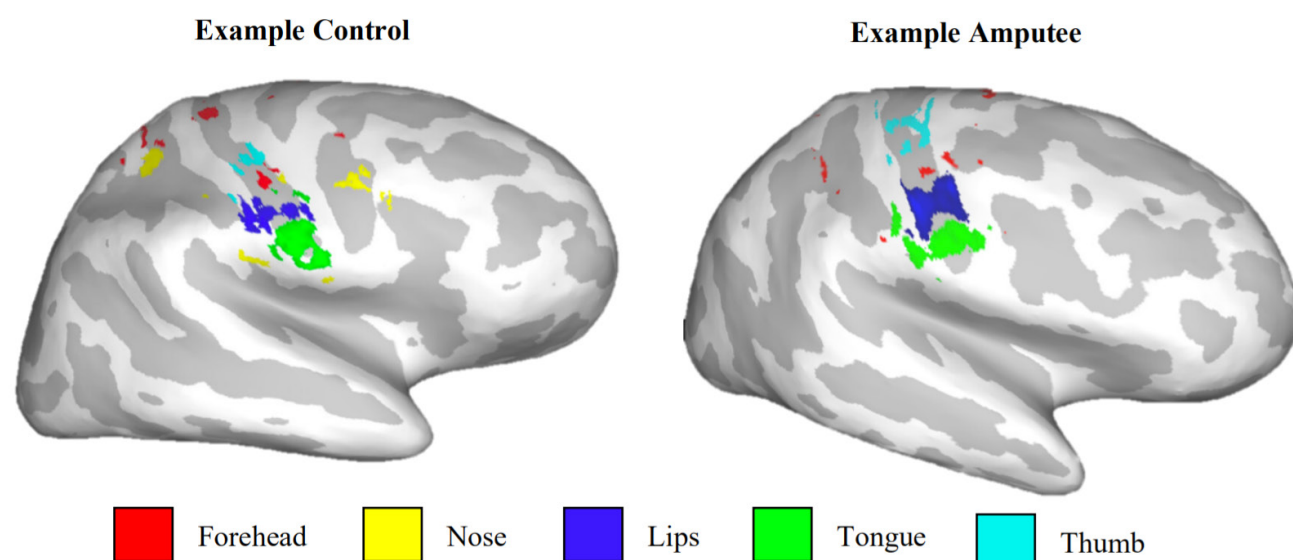 Example Control
Example Amputee
Forehead
Nose
Lips
Tongue
Thumb